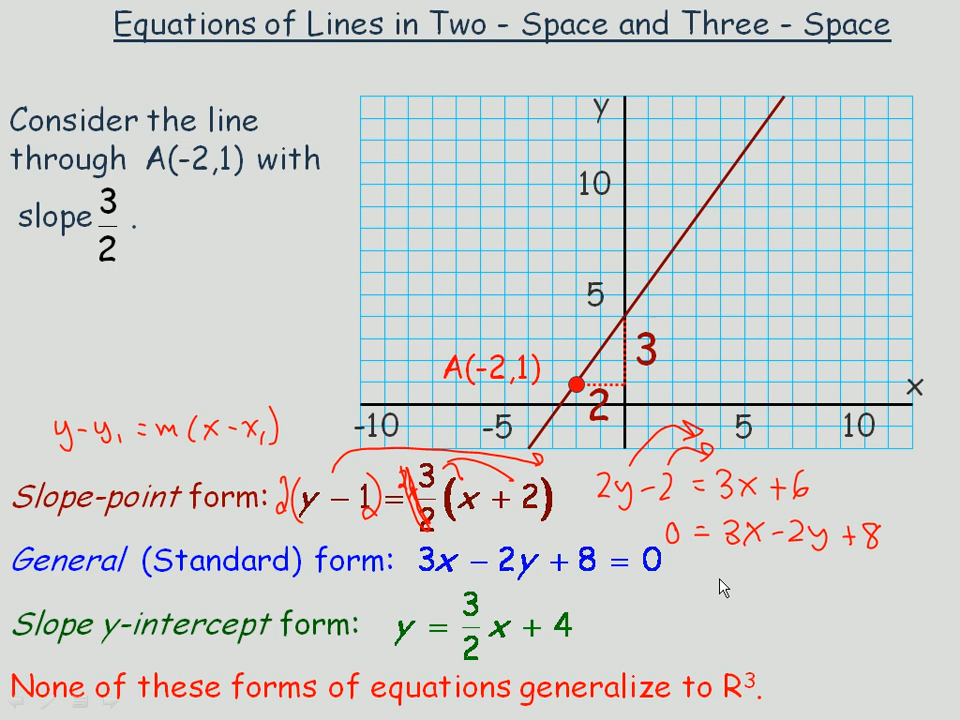 Equations of Lines in Two - Space and Three - Space
Consider the line
through A(-2,1) with
slope 3/2 .
y
10
5
3
A(-2,1)
2
x
-10 -5 5 10
y - y₁ = m (x - x₁)
Slope-point form: 2(y - 1)2 = 3/2 (x + 2)
2y - 2 = 3x + 6
0 = 3x - 2y + 8
General (Standard) form: 3x - 2y + 8 = 0
Slope y-intercept form: y = 3/2 x + 4
None of these forms of equations generalize to R³.